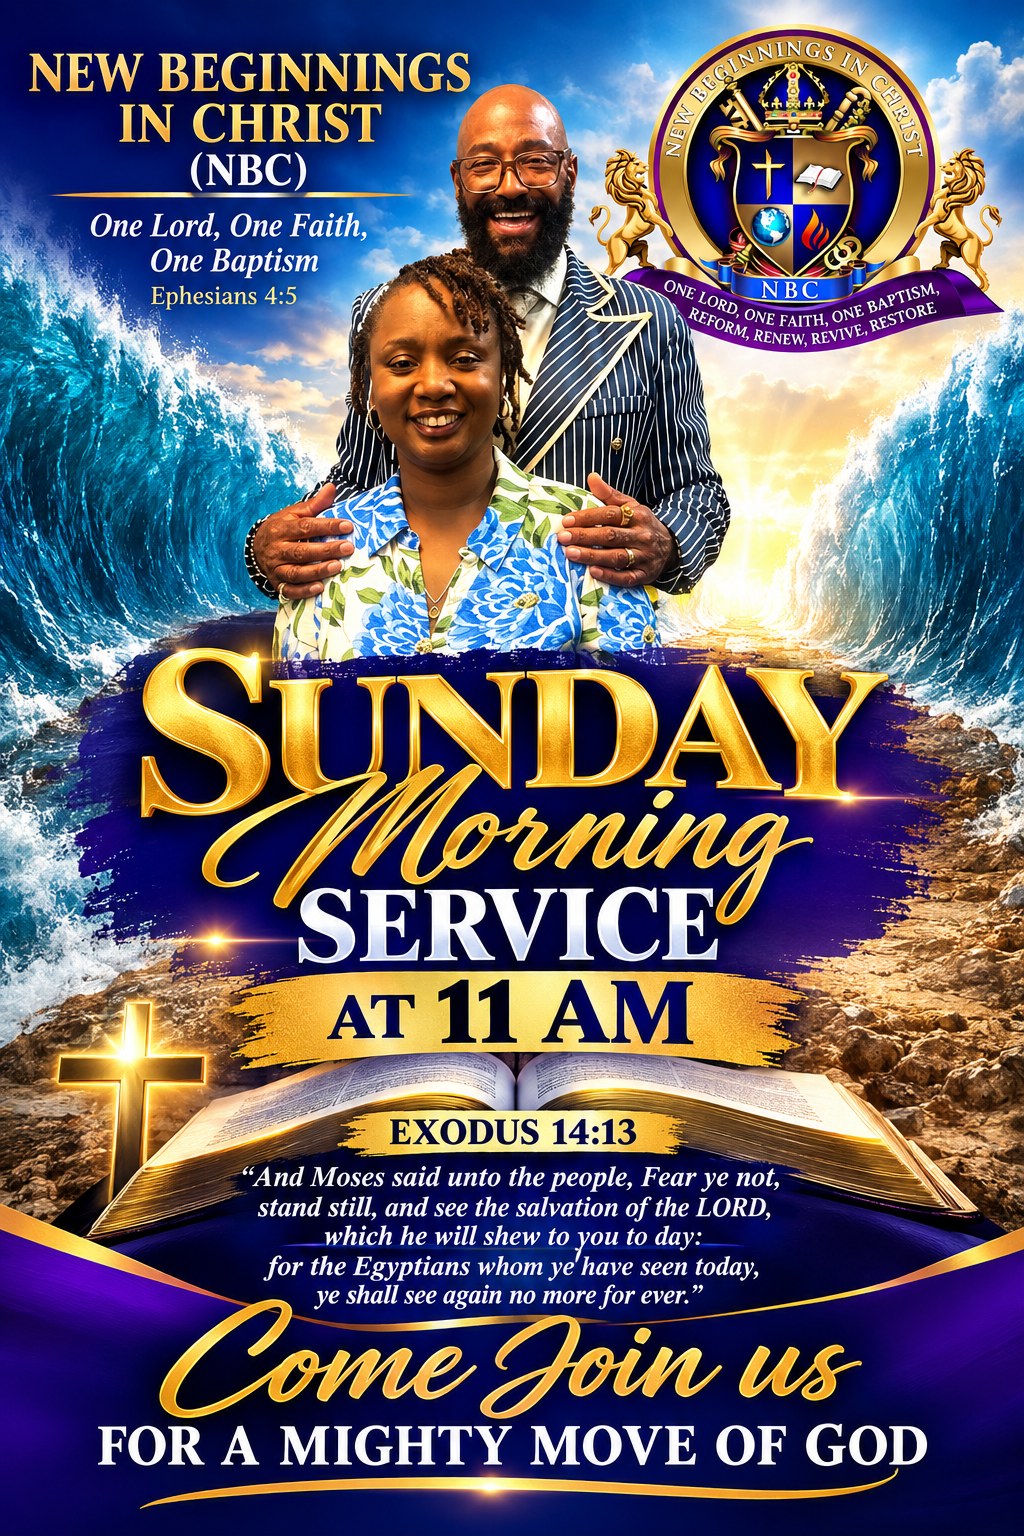 NEW BEGINNINGS
IN CHRIST
(NBC)
One Lord, One Faith,
One Baptism
Ephesians 4:5
NEW BEGINNINGS IN CHRIST
NBC
ONE LORD, ONE FAITH, ONE BAPTISM,
REFORM, RENEW, REVIVE, RESTORE
SUNDAY
Morning
SERVICE
AT 11 AM
EXODUS 14:13
“And Moses said unto the people, Fear ye not,
stand still, and see the salvation of the LORD,
which he will shew to you to day:
for the Egyptians whom ye have seen today,
ye shall see again no more for ever.”
Come Join us
FOR A MIGHTY MOVE OF GOD